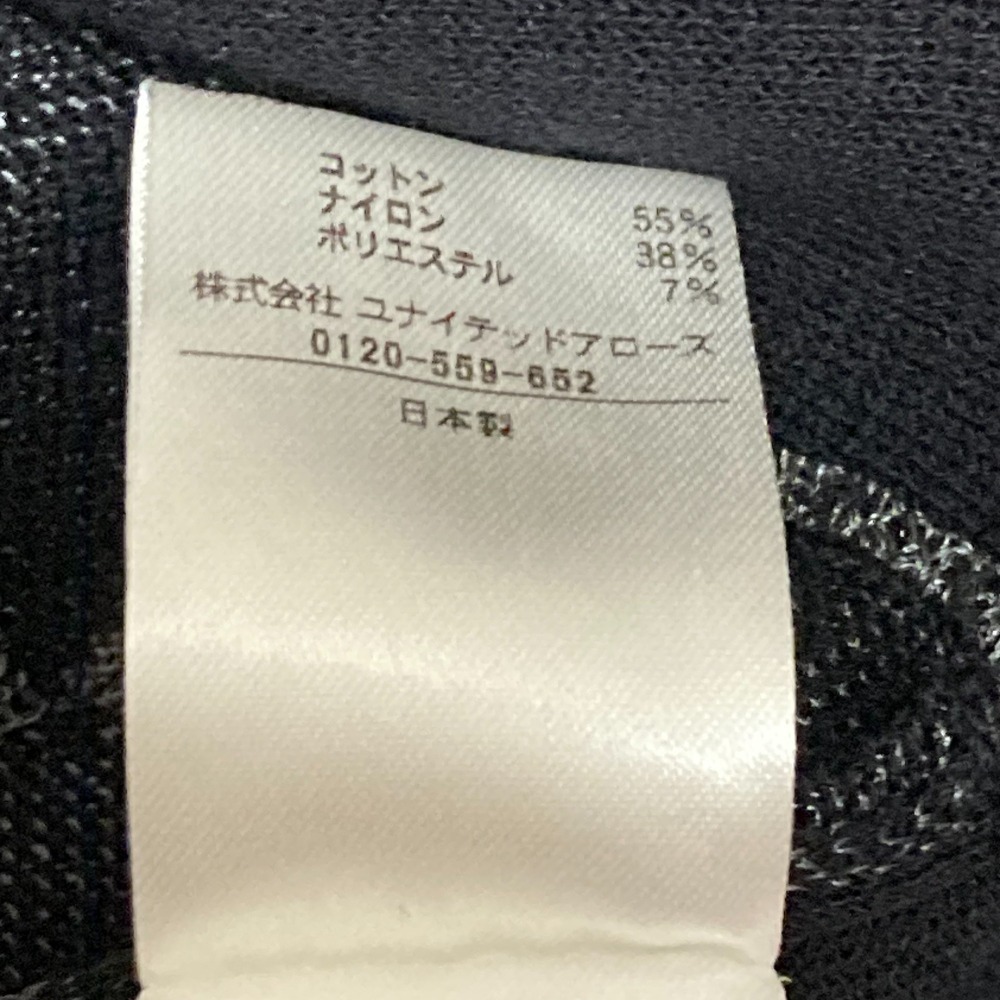 コットン 55%
ナイロン 38%
ポリエステル 7%
株式会社 ユナイテッドアローズ
0120-559-652
日本製